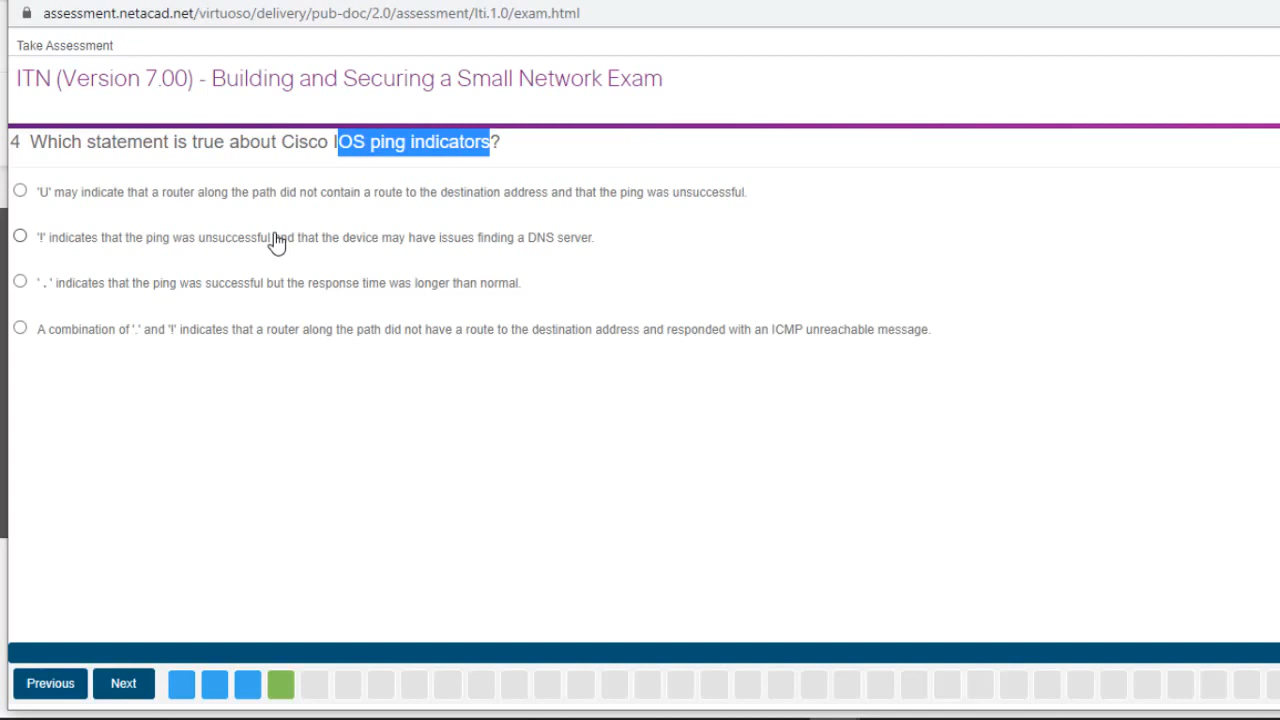 assessment.netacad.net/virtuoso/delivery/pub-doc/2.0/assessment/lti.1.0/exam.html
Take Assessment
ITN (Version 7.00) - Building and Securing a Small Network Exam
4 Which statement is true about Cisco IOS ping indicators?
'U' may indicate that a router along the path did not contain a route to the destination address and that the ping was unsuccessful.
'!' indicates that the ping was unsuccessful and that the device may have issues finding a DNS server.
' . ' indicates that the ping was successful but the response time was longer than normal.
A combination of '.' and '!' indicates that a router along the path did not have a route to the destination address and responded with an ICMP unreachable message.
Previous Next